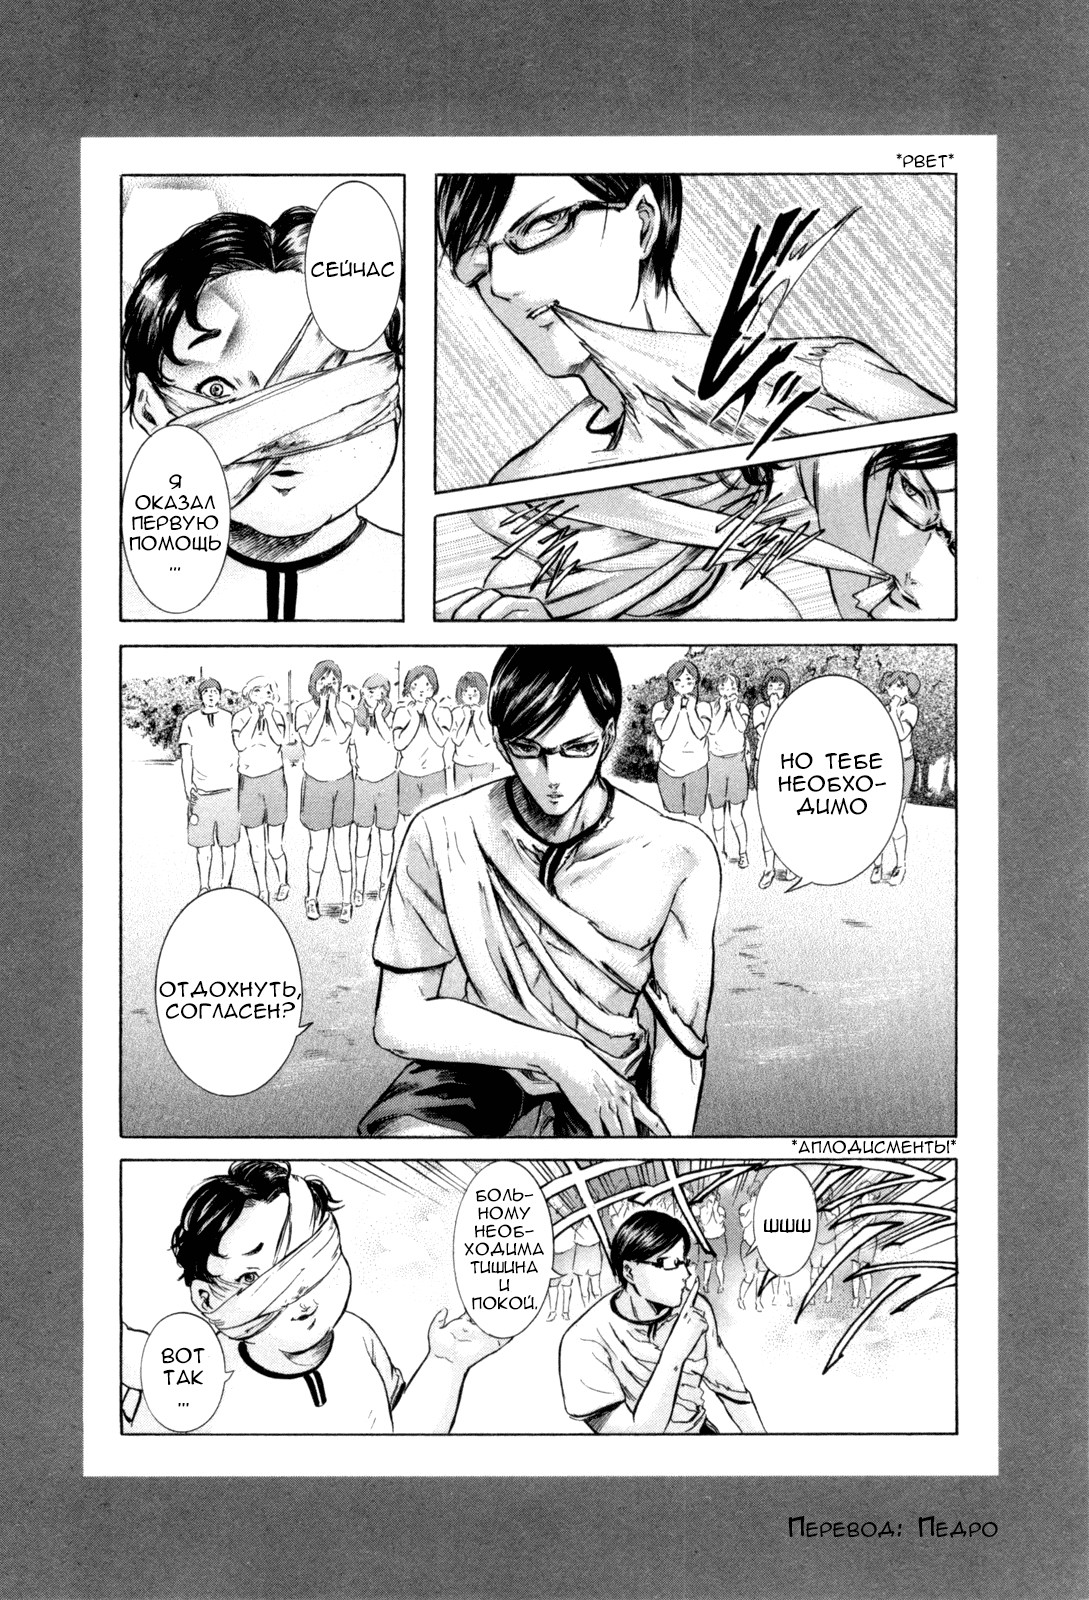 *РВЕТ*
СЕЙЧАС
Я
ОКАЗАЛ
ПЕРВУЮ
ПОМОЩЬ
...
НО ТЕБЕ
НЕОБХО-
ДИМО
ОТДОХНУТЬ,
СОГЛАСЕН?
*АПЛОДИСМЕНТЫ*
ШШШ
БОЛЬ-
НОМУ
НЕОБ-
ХОДИМА
ТИШИНА
И
ПОКОЙ.
ВОТ
ТАК
...
ПЕРЕВОД: ПЕДРО